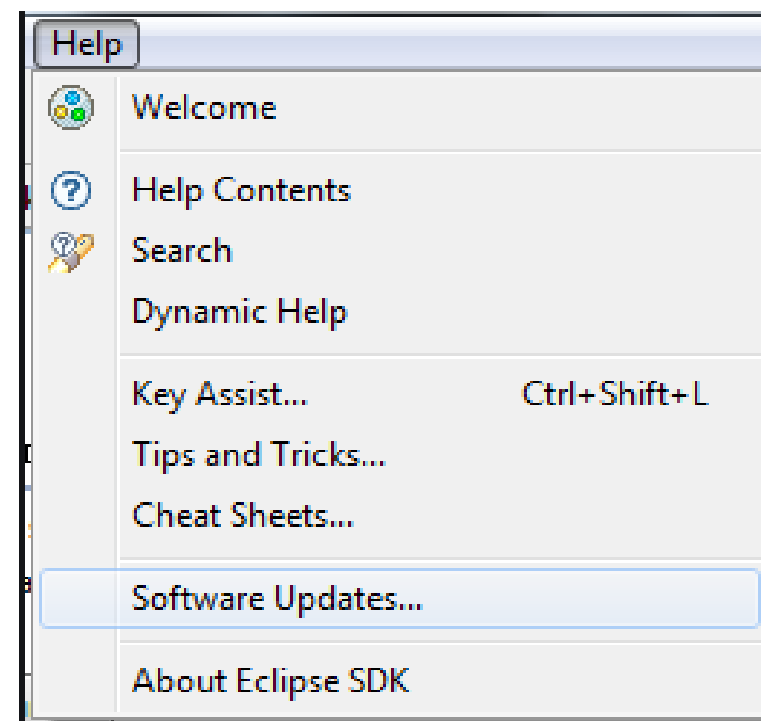 Help
Welcome
Help Contents
Search
Dynamic Help
Key Assist... Ctrl+Shift+L
Tips and Tricks...
Cheat Sheets...
Software Updates...
About Eclipse SDK